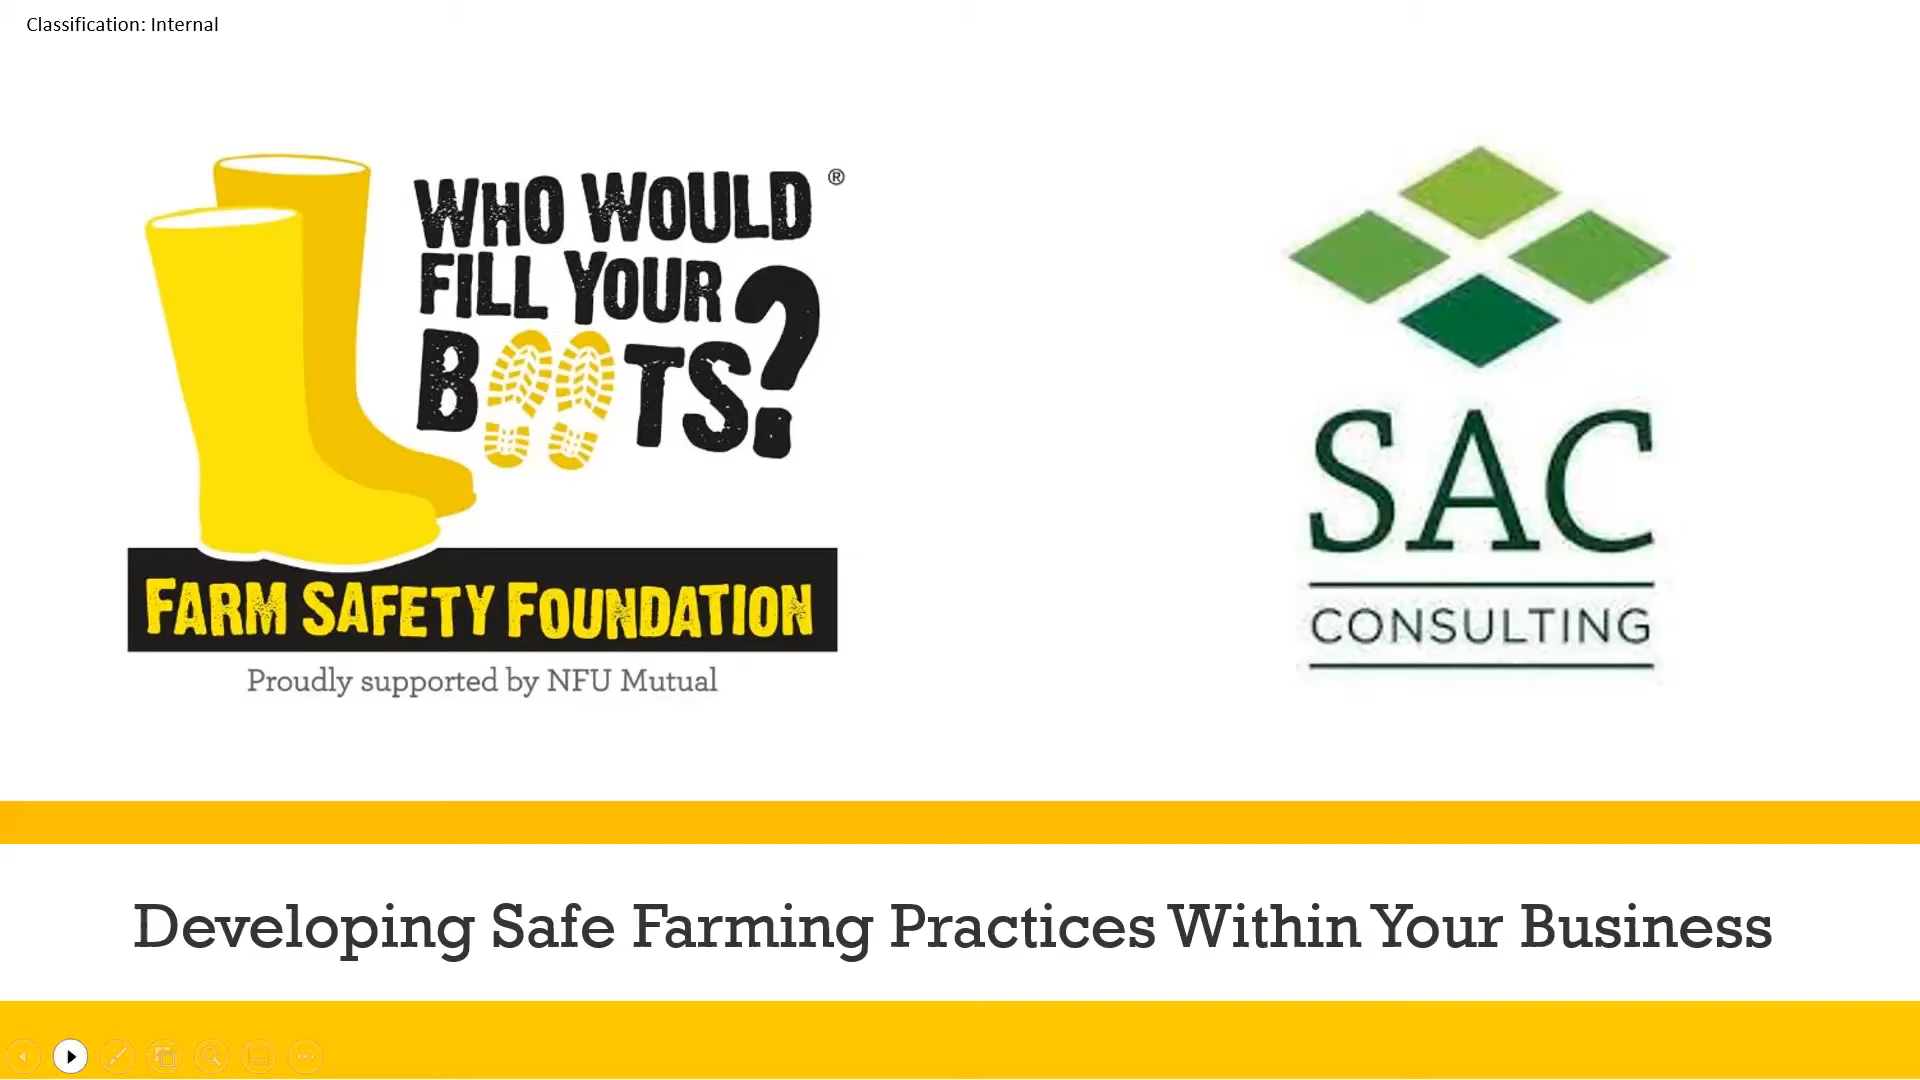 Classification: Internal
WHO WOULD ®
FILL YOUR
BOOTS?
FARM SAFETY FOUNDATION
Proudly supported by NFU Mutual
SAC
CONSULTING
Developing Safe Farming Practices Within Your Business